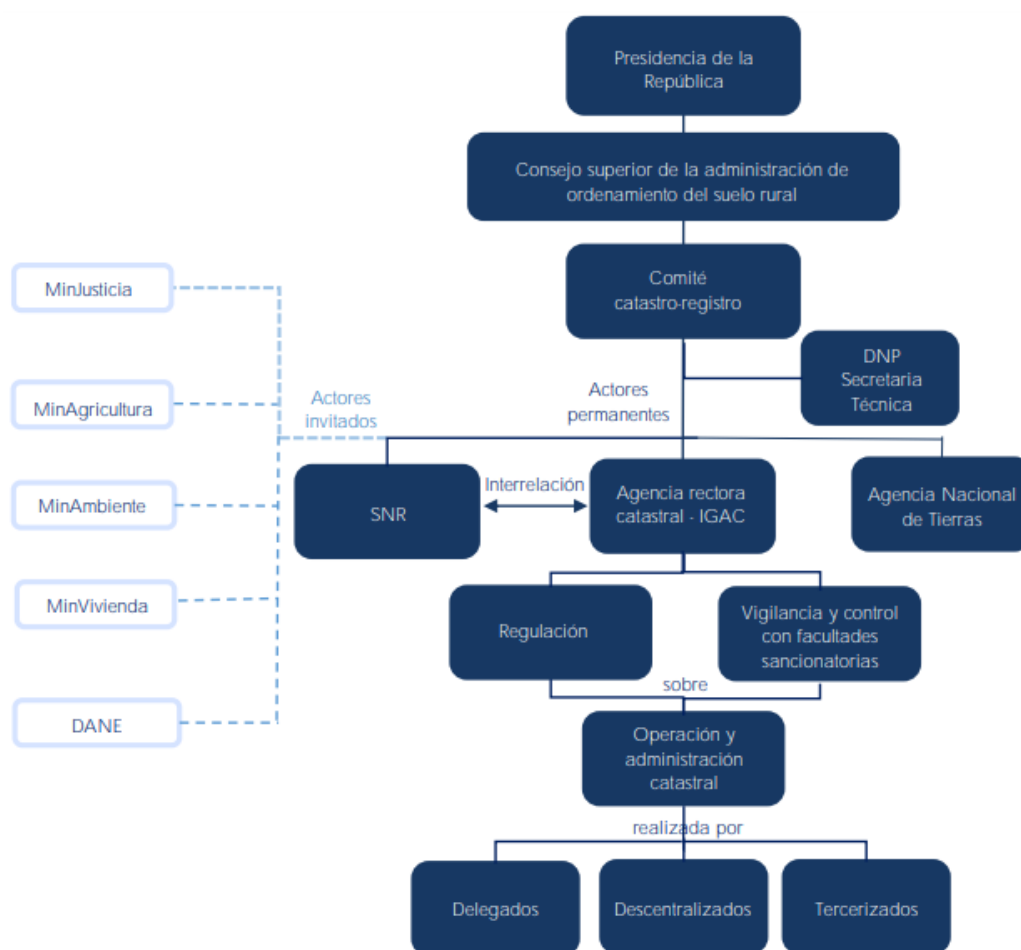 Presidencia de la
República
Consejo superior de la administración de
ordenamiento del suelo rural
Comité
catastro-registro
DNP
Secretaria
Técnica
Actores
permanentes
Actores
invitados
MinJusticia
MinAgricultura
MinAmbiente
MinVivienda
DANE
SNR
Interrelación
Agencia rectora
catastral - IGAC
Agencia Nacional
de Tierras
Regulación
Vigilancia y control
con facultades
sancionatorias
sobre
Operación y
administración
catastral
realizada por
Delegados
Descentralizados
Tercerizados